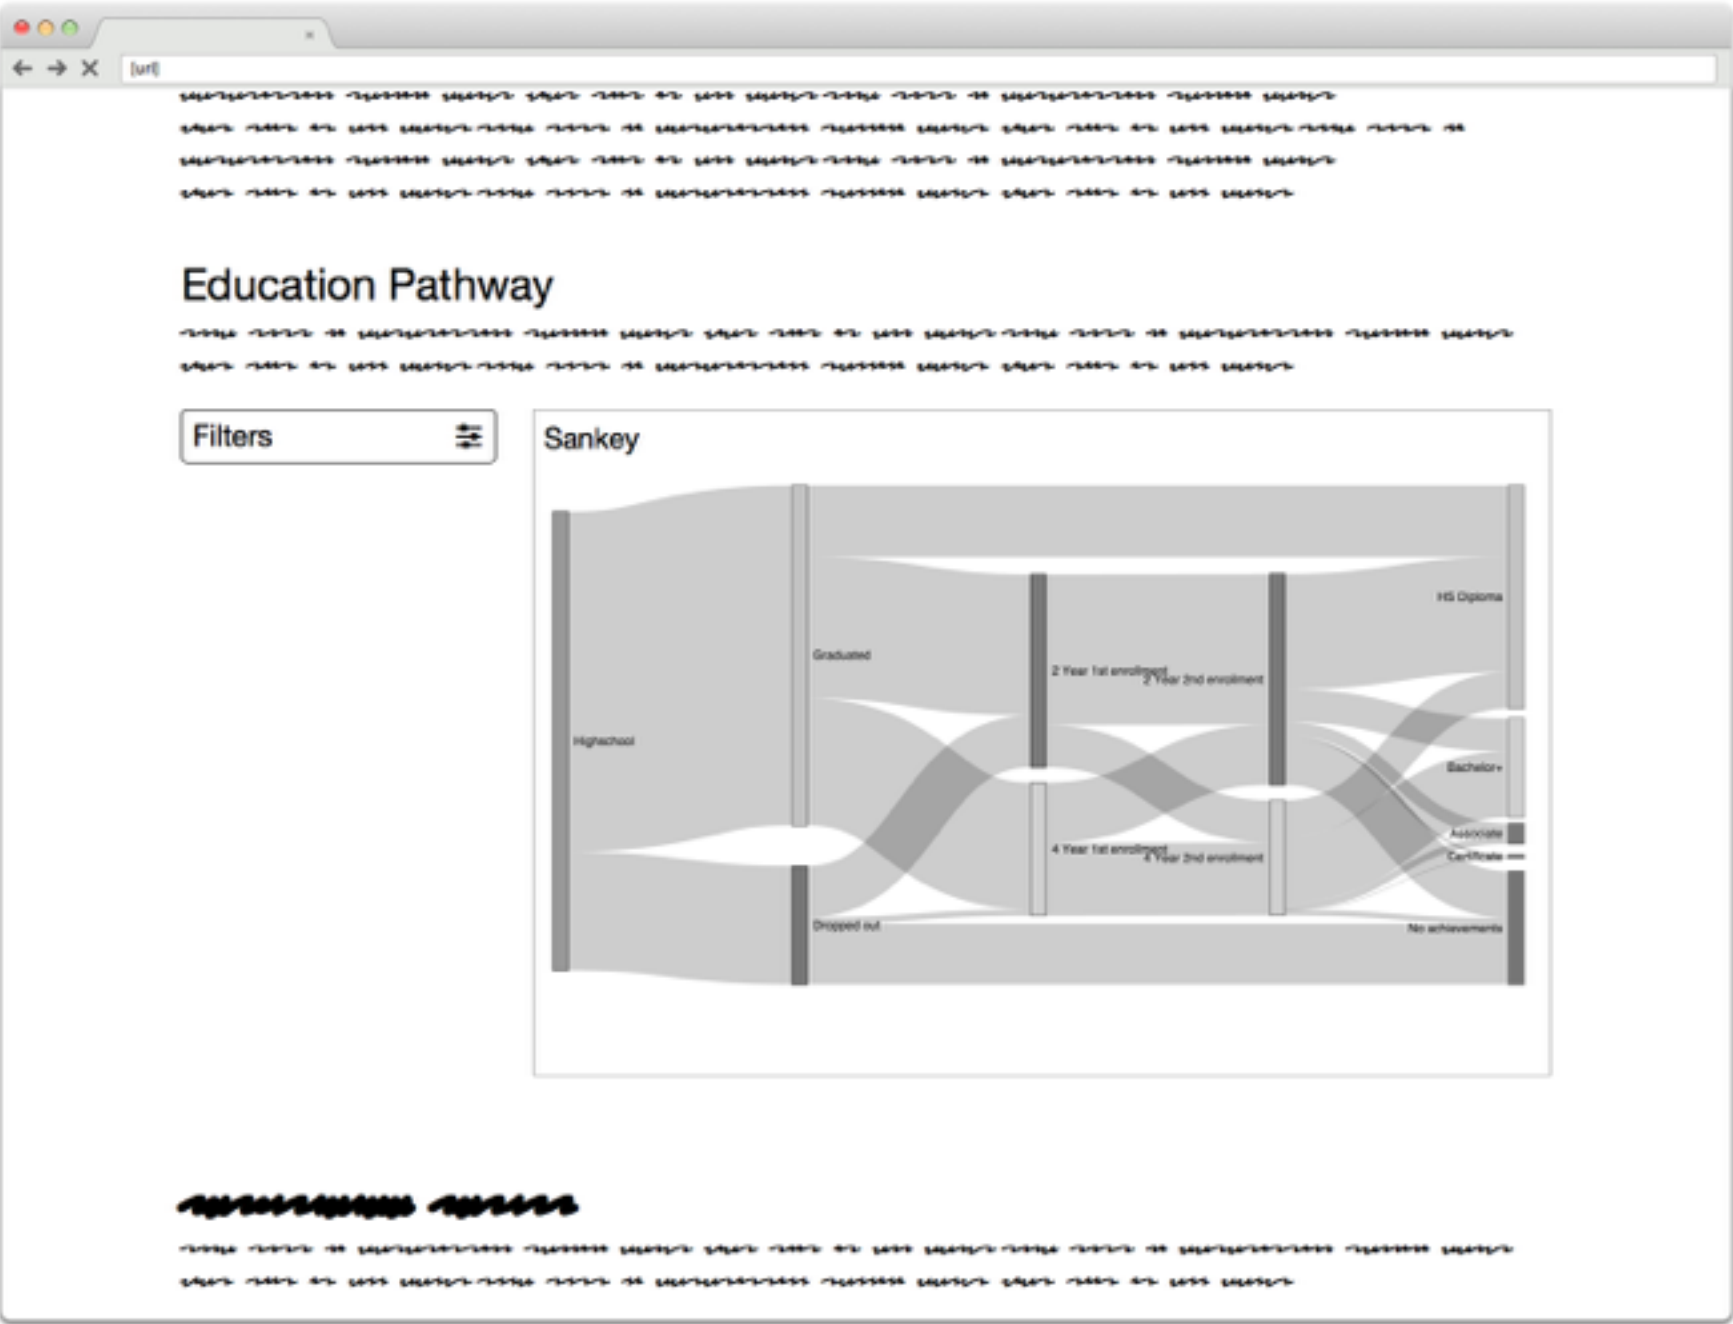 [url]
Education Pathway
Filters
Sankey
HS Diploma
Graduated
2 Year 1st enrollment
2 Year 2nd enrollment
Highschool
Bachelor+
Associate
4 Year 1st enrollment
4 Year 2nd enrollment
Certificate
Dropped out
No achievements